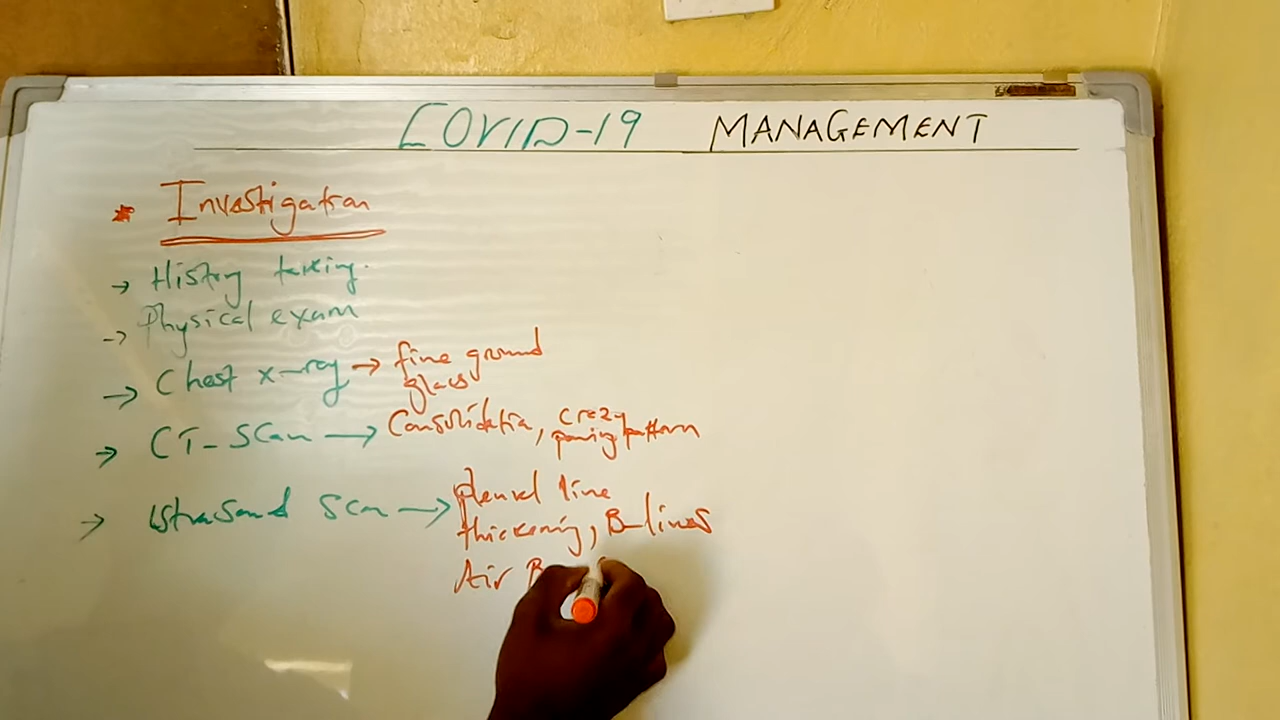 COVID-19 MANAGEMENT
* Investigation
→ History taking.
→ Physical exam
→ Chest x-ray → fine ground
glass
→ CT-Scan → Consolidation, crazy
paving pattern
→ Ultrasound Scan → pleural line
thickening, B-lines
Air B